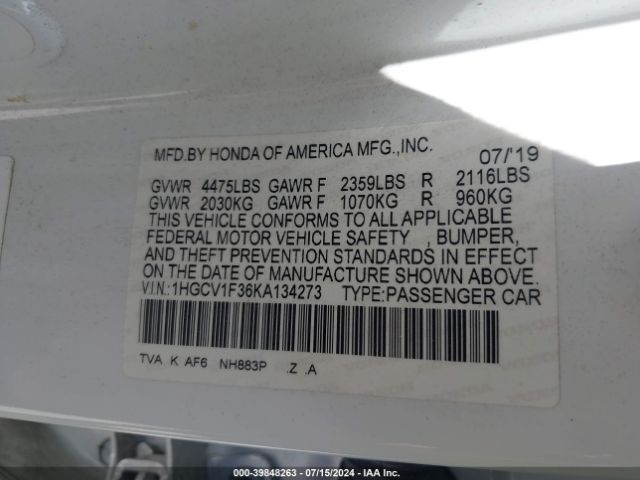 MFD.BY HONDA OF AMERICA MFG.,INC. 07/'19
GVWR 4475LBS GAWR F 2359LBS R 2116LBS
GVWR 2030KG GAWR F 1070KG R 960KG
THIS VEHICLE CONFORMS TO ALL APPLICABLE
FEDERAL MOTOR VEHICLE SAFETY , BUMPER,
AND THEFT PREVENTION STANDARDS IN EFFECT
ON THE DATE OF MANUFACTURE SHOWN ABOVE.
VIN:1HGCV1F36KA134273 TYPE:PASSENGER CAR
TVA K AF6 NH883P .Z .A
000-39848263 - 07/15/2024 - IAA Inc.